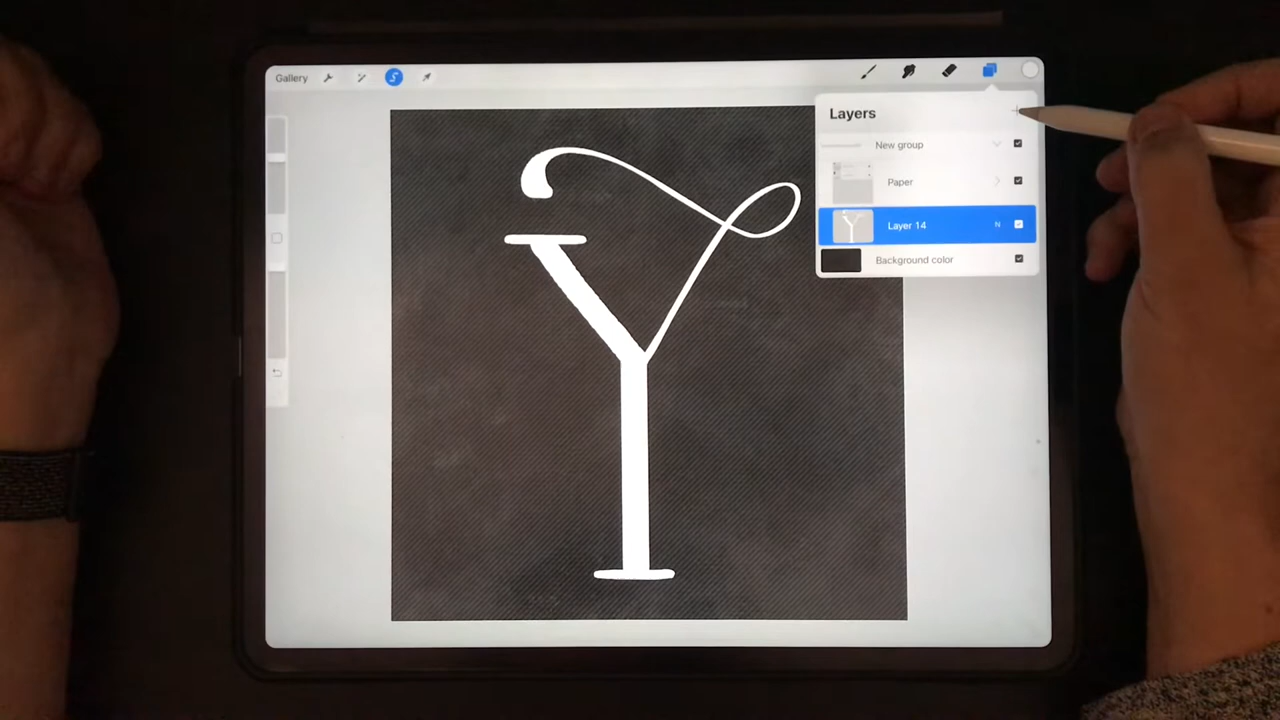 Gallery
S
Layers
New group
Paper
Layer 14 N
Background color
Y